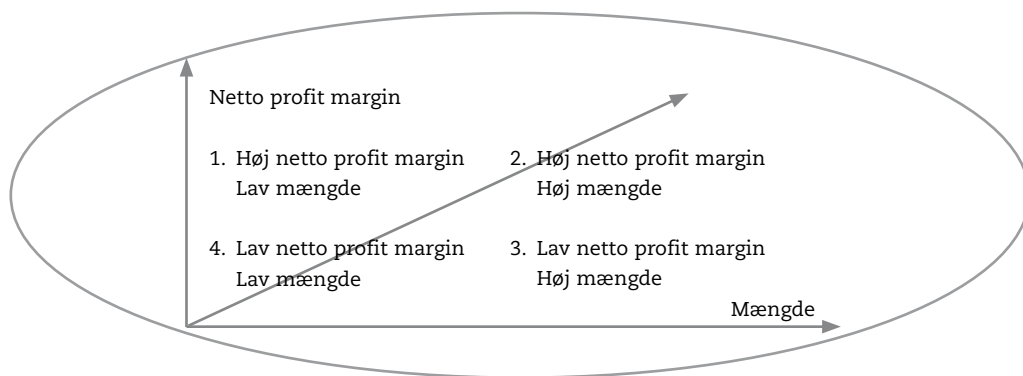 Netto profit margin
1. Høj netto profit margin
Lav mængde
2. Høj netto profit margin
Høj mængde
4. Lav netto profit margin
Lav mængde
3. Lav netto profit margin
Høj mængde
Mængde